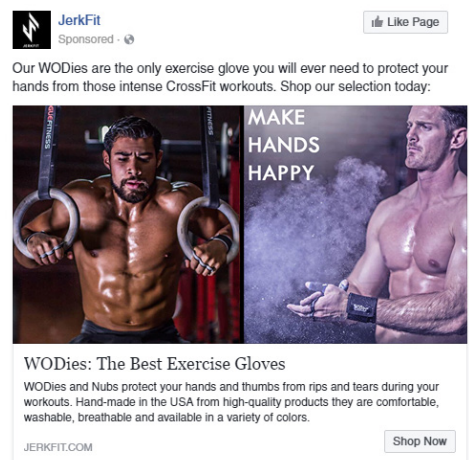 JerkFit
Sponsored ·
Like Page
JERKFIT
Our WODies are the only exercise glove you will ever need to protect your
hands from those intense CrossFit workouts. Shop our selection today:
MAKE
HANDS
HAPPY
WODies: The Best Exercise Gloves
WODies and Nubs protect your hands and thumbs from rips and tears during your
workouts. Hand-made in the USA from high-quality products they are comfortable,
washable, breathable and available in a variety of colors.
JERKFIT.COM
Shop Now